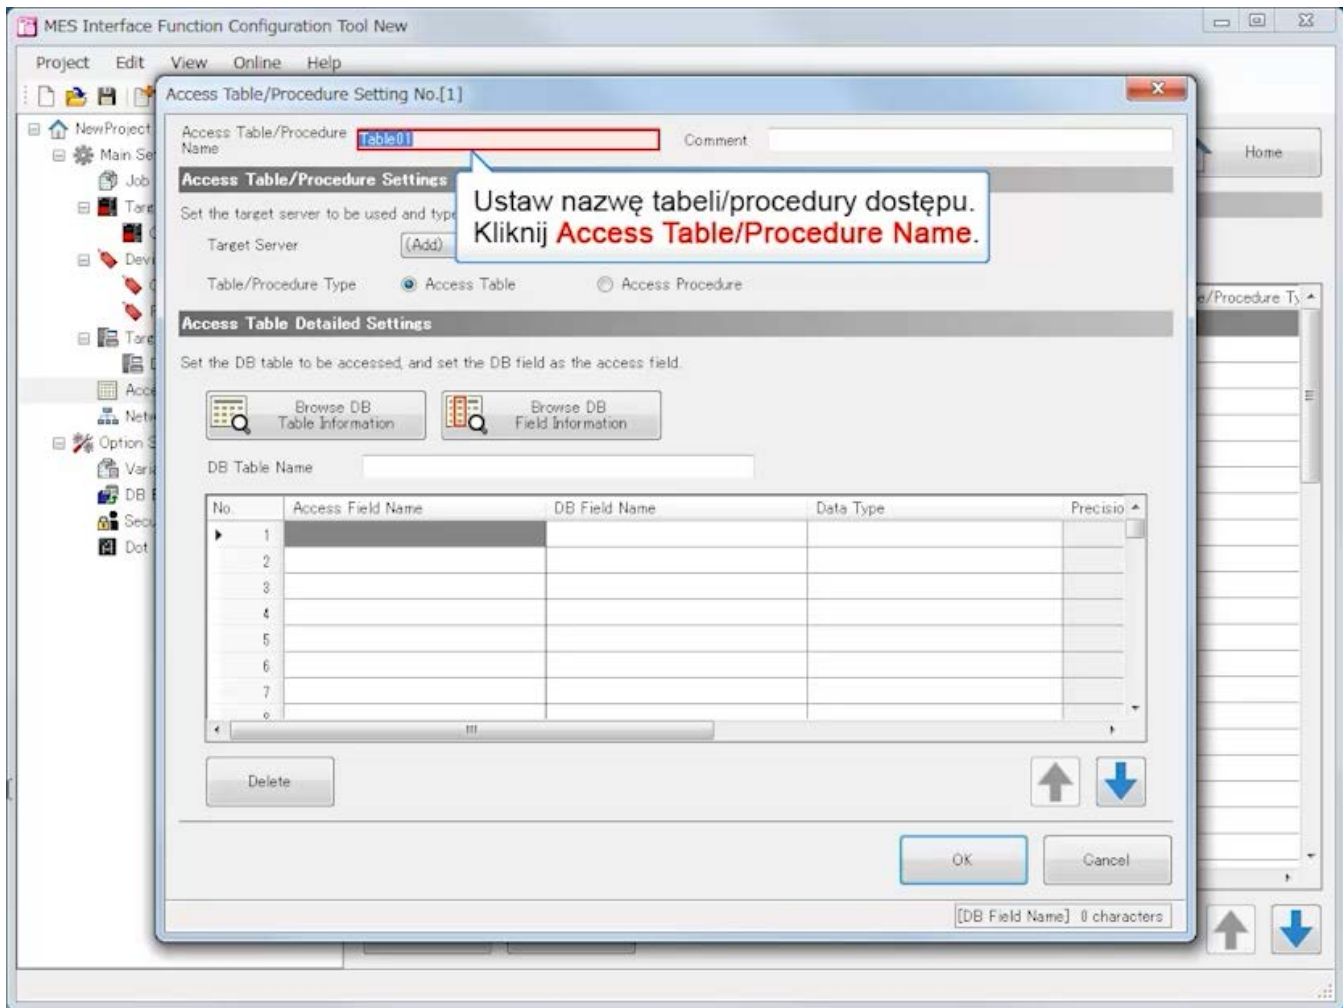 MES Interface Function Configuration Tool New
Project Edit View Online Help
Access Table/Procedure Setting No.[1]
NewProject
Main Se
Job
Targ
Devi
Targ
Acce
Netw
Option S
Varia
DB
Secu
Dot
Home
e/Procedure Ty
Access Table/Procedure
Name
Table01
Comment
Access Table/Procedure Settings
Ustaw nazwę tabeli/procedury dostępu.
Kliknij Access Table/Procedure Name.
Set the target server to be used and type
Target Server (Add)
Table/Procedure Type Access Table Access Procedure
Access Table Detailed Settings
Set the DB table to be accessed, and set the DB field as the access field.
Browse DB
Table Information
Browse DB
Field Information
DB Table Name
No. Access Field Name DB Field Name Data Type Precisio
1
2
3
4
5
6
7
Delete
OK Cancel
[DB Field Name] 0 characters